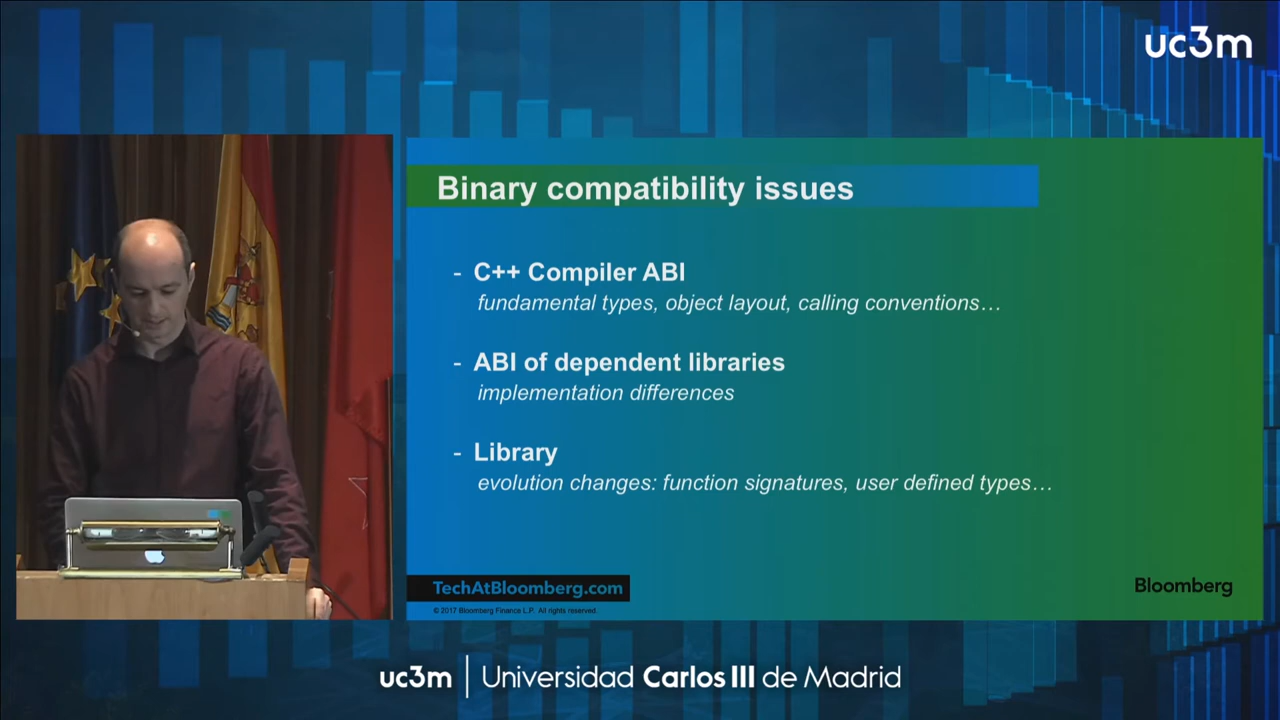 uc3m
Binary compatibility issues
- C++ Compiler ABI
fundamental types, object layout, calling conventions…
- ABI of dependent libraries
implementation differences
- Library
evolution changes: function signatures, user defined types…
TechAtBloomberg.com
Bloomberg
© 2017 Bloomberg Finance L.P. All rights reserved.
uc3m | Universidad Carlos III de Madrid